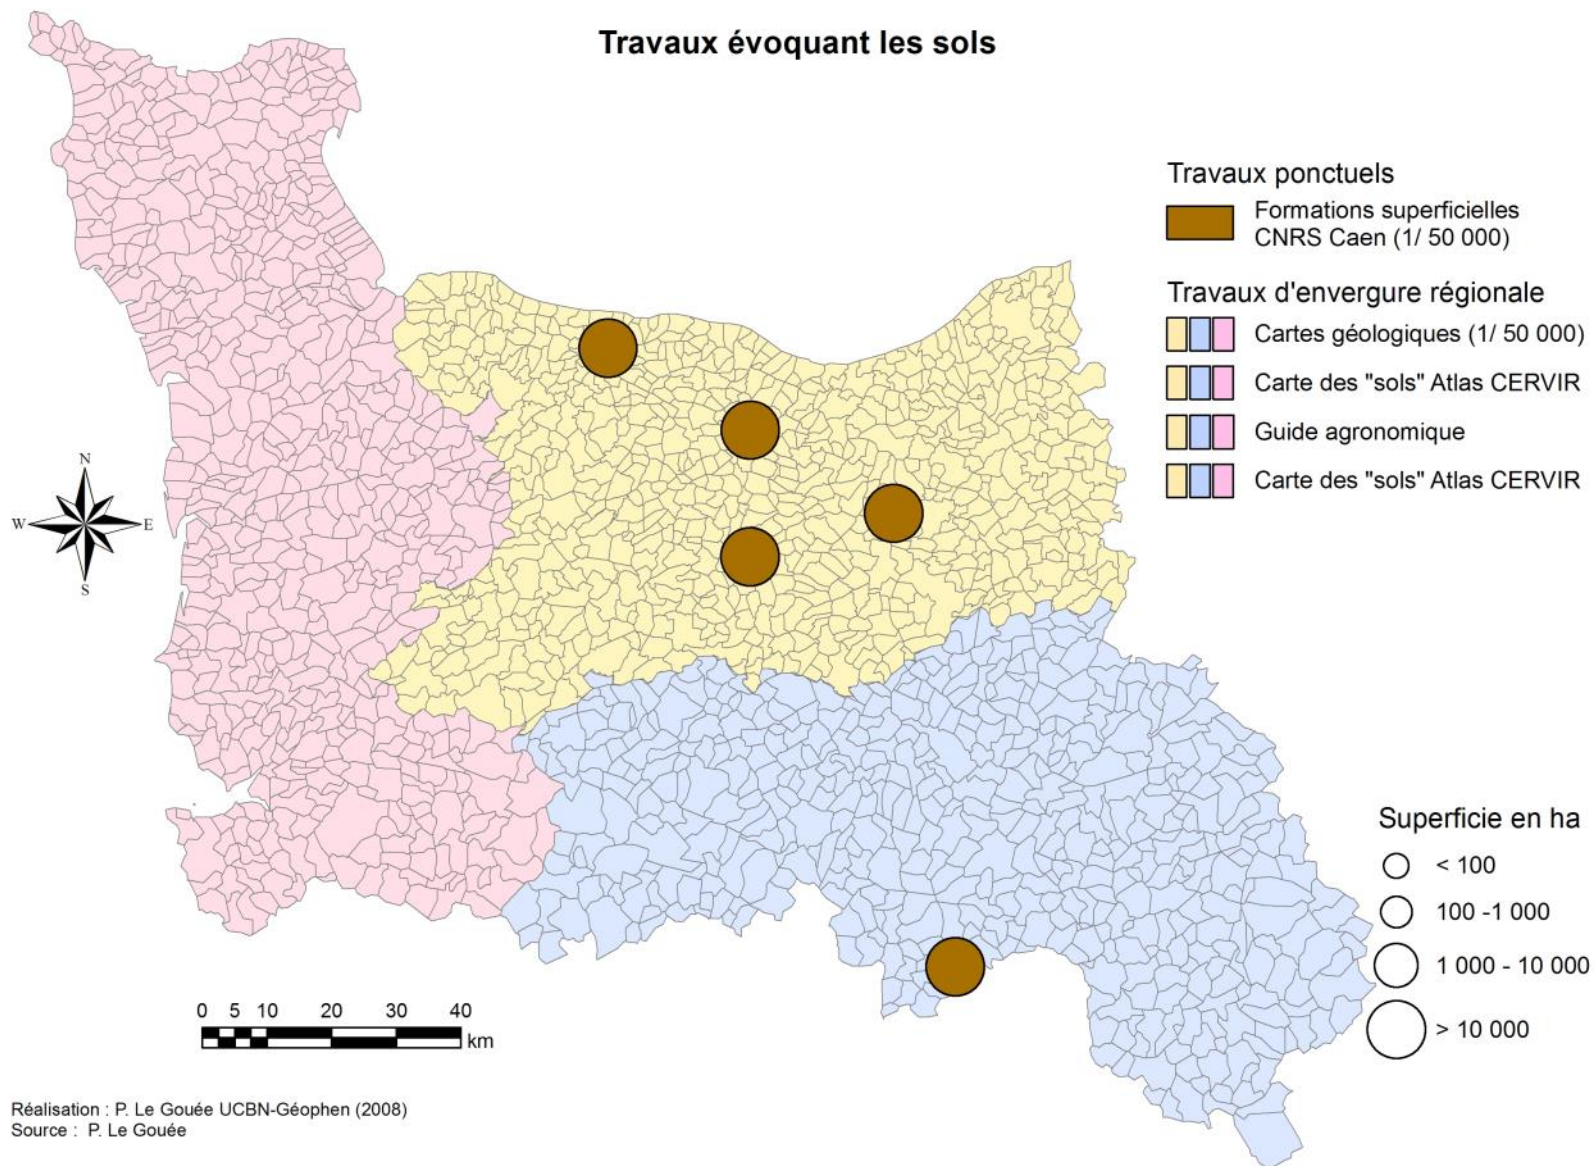 Travaux évoquant les sols
Travaux ponctuels
Formations superficielles
CNRS Caen (1/ 50 000)
Travaux d'envergure régionale
Cartes géologiques (1/ 50 000)
Carte des "sols" Atlas CERVIR
Guide agronomique
Carte des "sols" Atlas CERVIR
N
W
E
S
Superficie en ha
< 100
100 -1 000
1 000 - 10 000
> 10 000
0 5 10 20 30 40
km
Réalisation : P. Le Gouée UCBN-Géophen (2008)
Source : P. Le Gouée